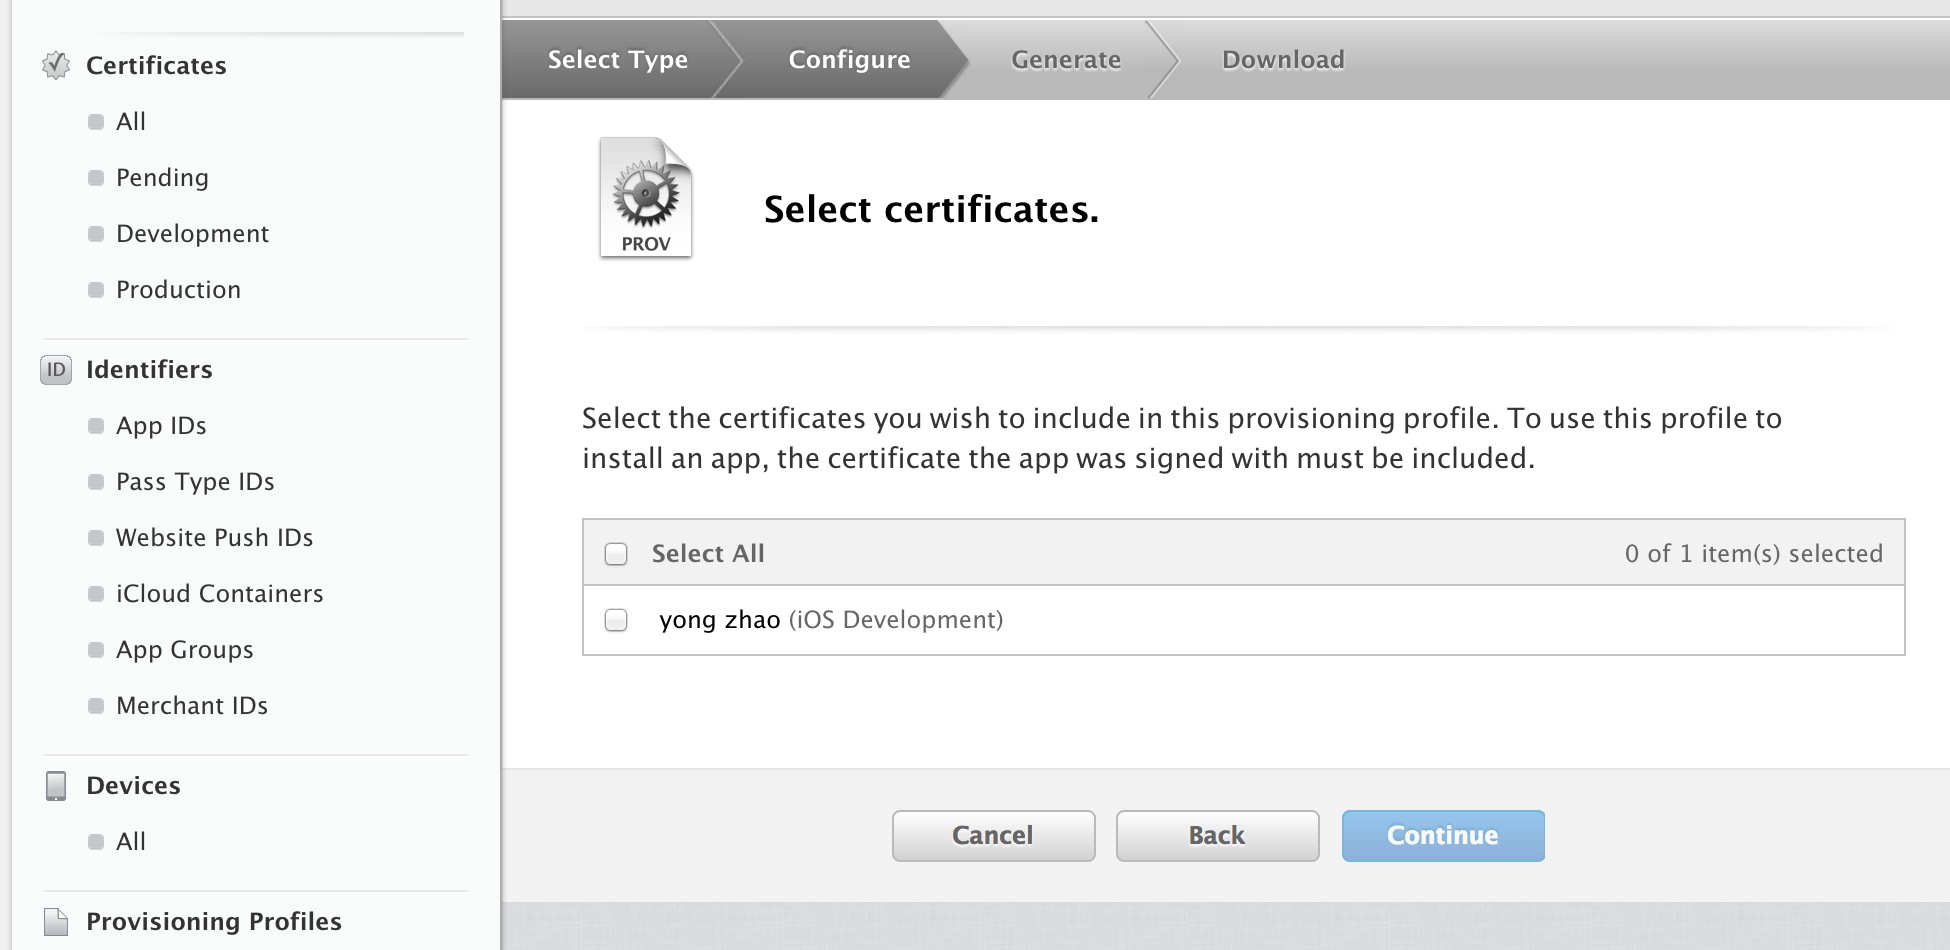 Certificates
All
Pending
Development
Production
ID Identifiers
App IDs
Pass Type IDs
Website Push IDs
iCloud Containers
App Groups
Merchant IDs
Devices
All
Provisioning Profiles
Select Type Configure Generate Download
PROV
Select certificates.
Select the certificates you wish to include in this provisioning profile. To use this profile to
install an app, the certificate the app was signed with must be included.
Select All 0 of 1 item(s) selected
yong zhao (iOS Development)
Cancel Back Continue